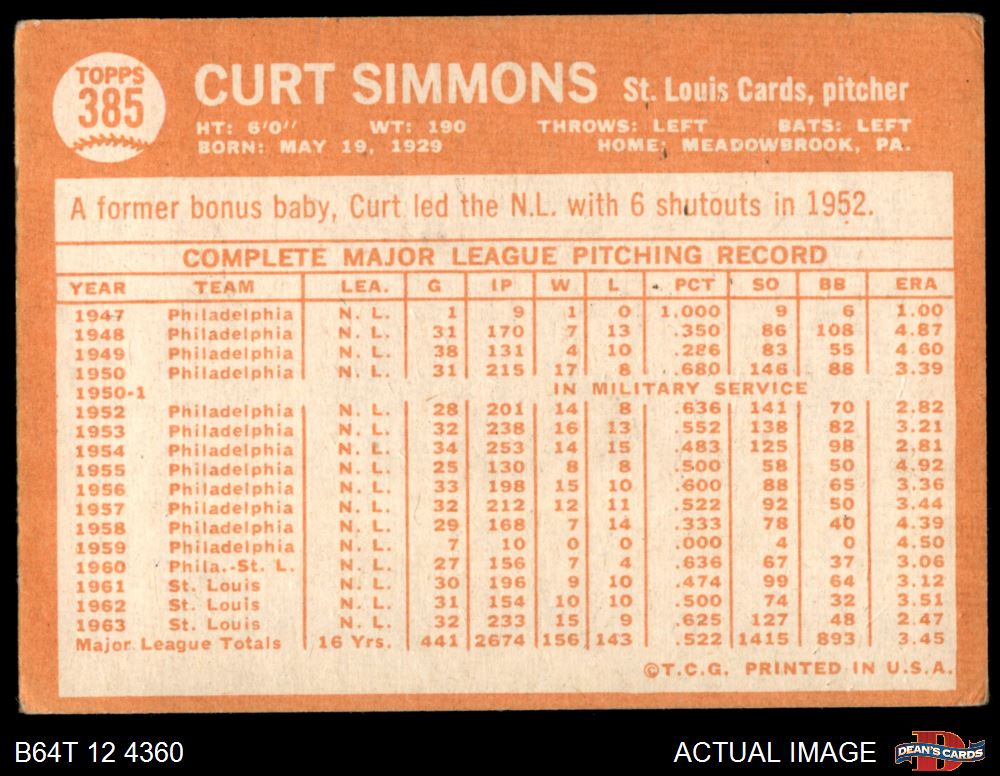 TOPPS
385
CURT SIMMONS St. Louis Cards, pitcher
HT: 6'0'' WT: 190 THROWS: LEFT BATS: LEFT
BORN: MAY 19, 1929 HOME: MEADOWBROOK, PA.
A former bonus baby, Curt led the N.L. with 6 shutouts in 1952.
COMPLETE MAJOR LEAGUE PITCHING RECORD
YEAR TEAM LEA. G IP W L PCT SO BB ERA
1947 Philadelphia N. L. 1 9 1 0 1.000 9 6 1.00
1948 Philadelphia N. L. 31 170 7 13 .350 86 108 4.87
1949 Philadelphia N. L. 38 131 4 10 .286 83 55 4.60
1950 Philadelphia N. L. 31 215 17 8 .680 146 88 3.39
1950-1 IN MILITARY SERVICE
1952 Philadelphia N. L. 28 201 14 8 .636 141 70 2.82
1953 Philadelphia N. L. 32 238 16 13 .552 138 82 3.21
1954 Philadelphia N. L. 34 253 14 15 .483 125 98 2.81
1955 Philadelphia N. L. 25 130 8 8 .500 58 50 4.92
1956 Philadelphia N. L. 33 198 15 10 .600 88 65 3.36
1957 Philadelphia N. L. 32 212 12 11 .522 92 50 3.44
1958 Philadelphia N. L. 29 168 7 14 .333 78 40 4.39
1959 Philadelphia N. L. 7 10 0 0 .000 4 0 4.50
1960 Phila.-St. L. N. L. 27 156 7 4 .636 67 37 3.06
1961 St. Louis N. L. 30 196 9 10 .474 99 64 3.12
1962 St. Louis N. L. 31 154 10 10 .500 74 32 3.51
1963 St. Louis N. L. 32 233 15 9 .625 127 48 2.47
Major League Totals 16 Yrs. 441 2674 156 143 .522 1415 893 3.45
©T.C.G. PRINTED IN U.S.A.
B64T 12 4360 ACTUAL IMAGE DEAN'S CARDS